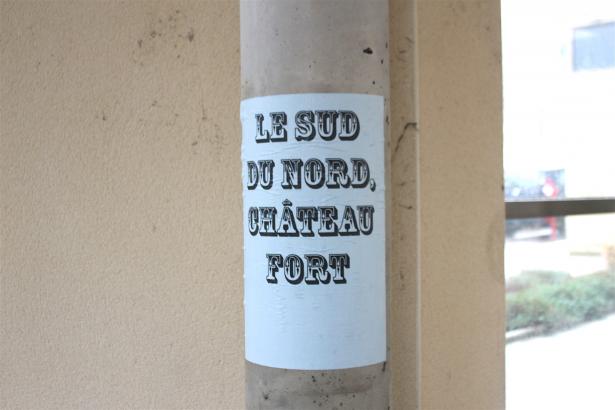 LE SUD
DU NORD,
CHÂTEAU
FORT